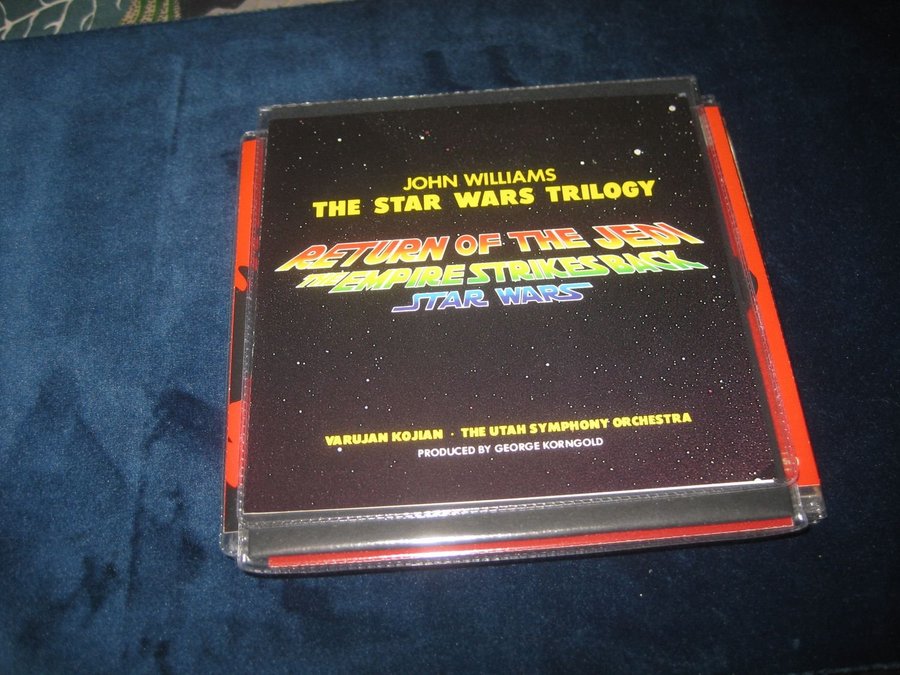 JOHN WILLIAMS
THE STAR WARS TRILOGY
RETURN OF THE JEDI
THE EMPIRE STRIKES BACK
STAR WARS
VARUJAN KOJIAN · THE UTAH SYMPHONY ORCHESTRA
PRODUCED BY GEORGE KORNGOLD